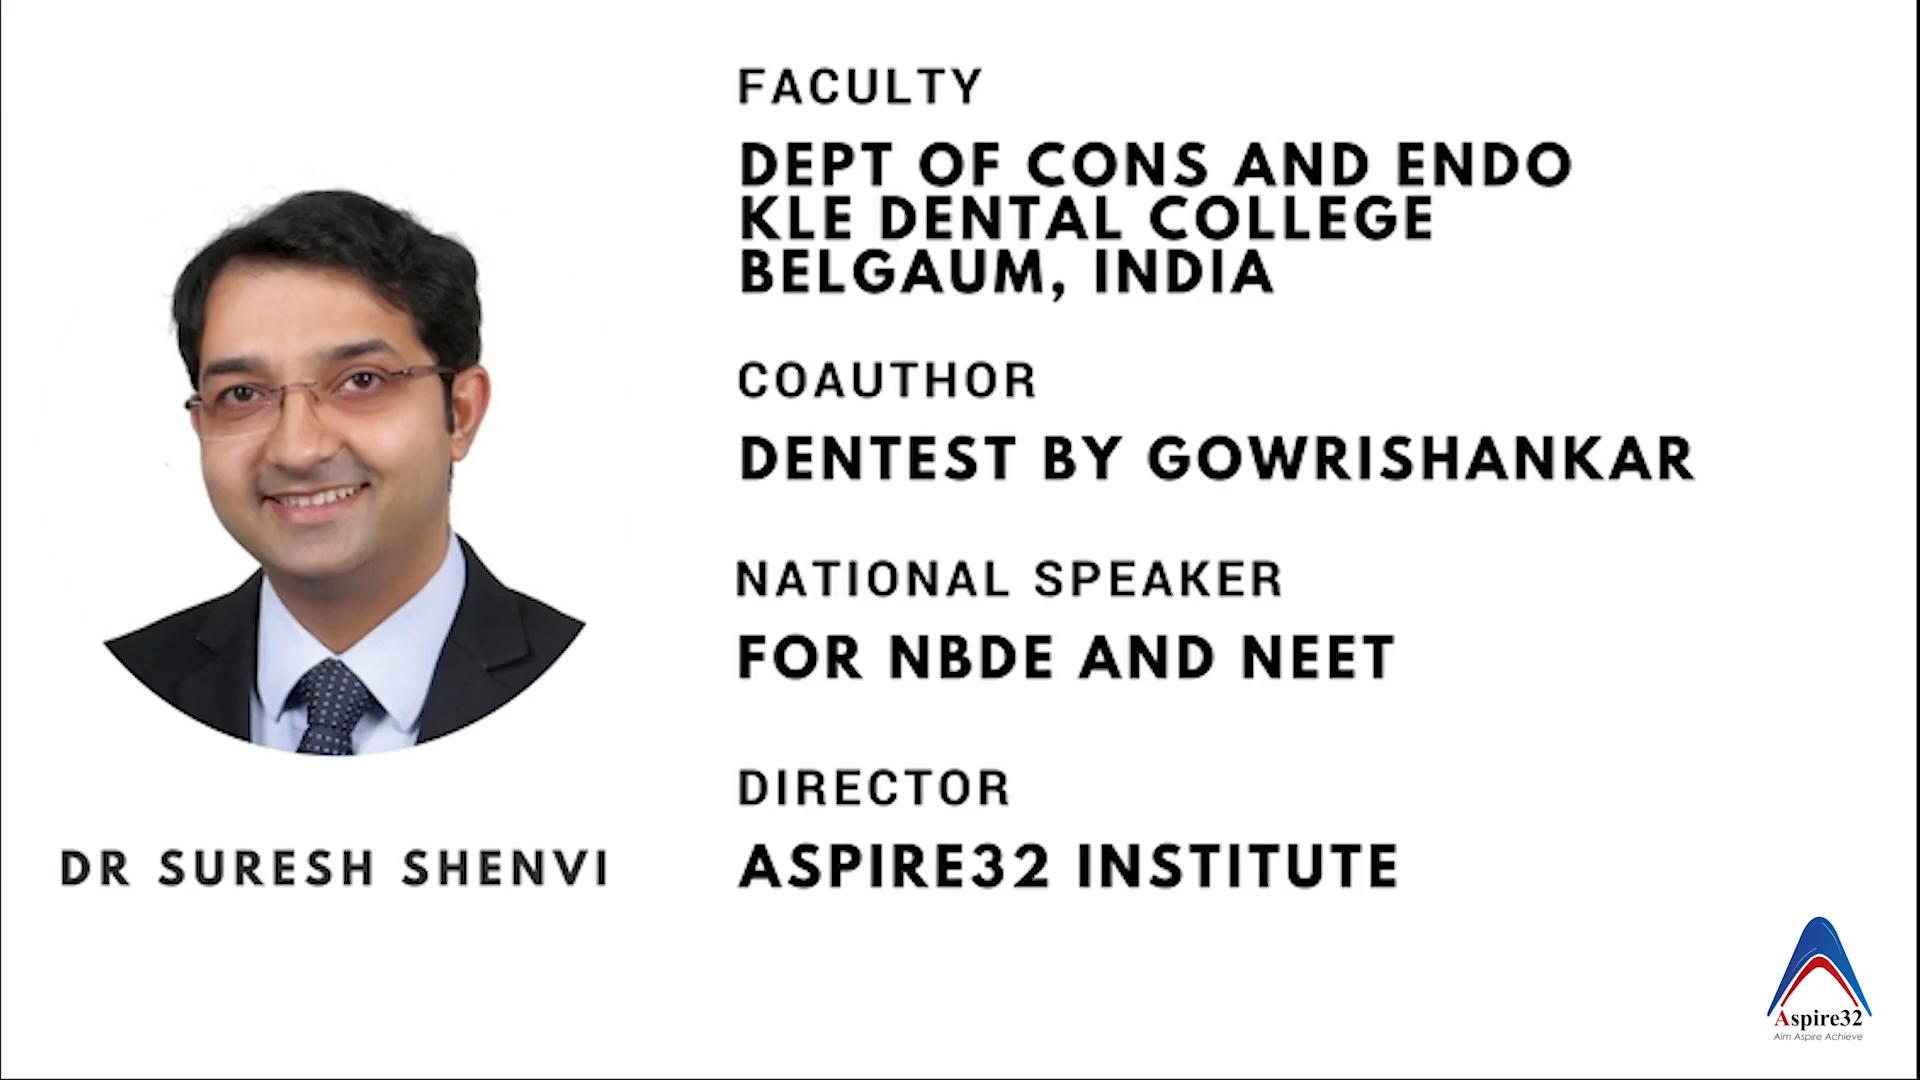 FACULTY
DEPT OF CONS AND ENDO
KLE DENTAL COLLEGE
BELGAUM, INDIA
COAUTHOR
DENTEST BY GOWRISHANKAR
NATIONAL SPEAKER
FOR NBDE AND NEET
DIRECTOR
ASPIRE32 INSTITUTE
DR SURESH SHENVI
Aspire32
Aim Aspire Achieve